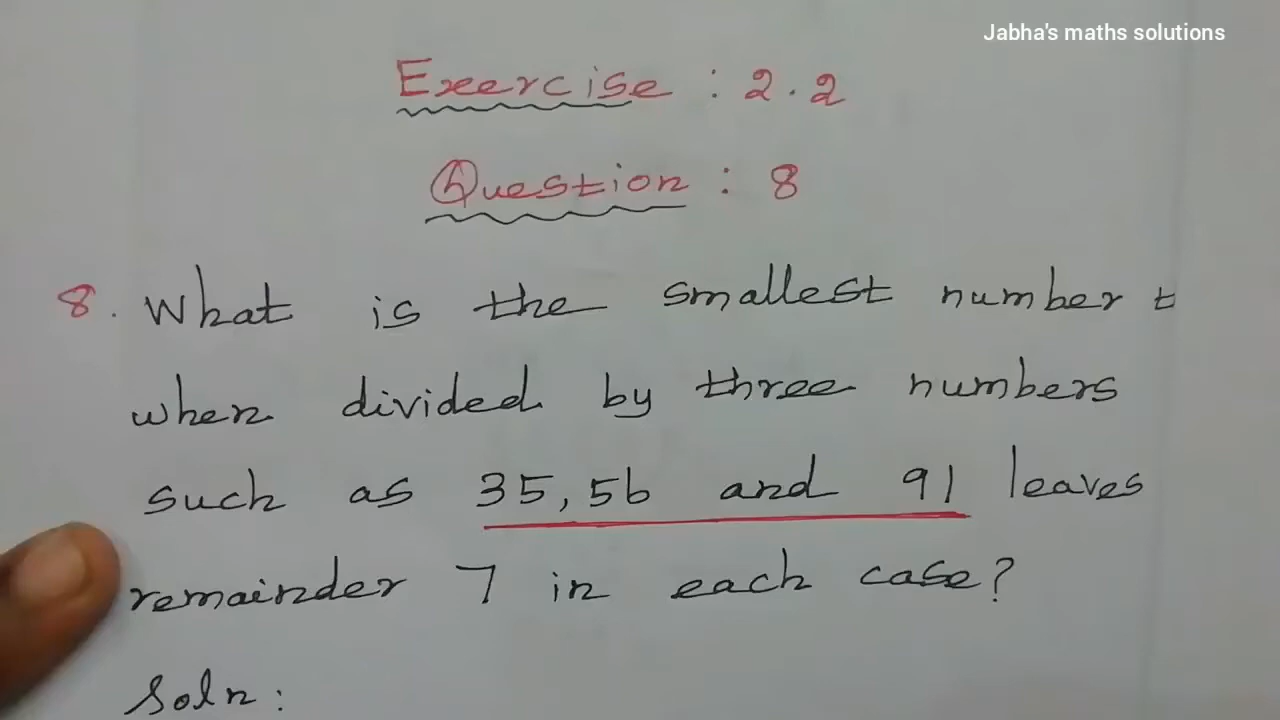 Jabha's maths solutions
Exercise : 2.2
Question : 8
8. What is the smallest number t
when divided by three numbers
such as 35, 56 and 91 leaves
remainder 7 in each case?
Soln: